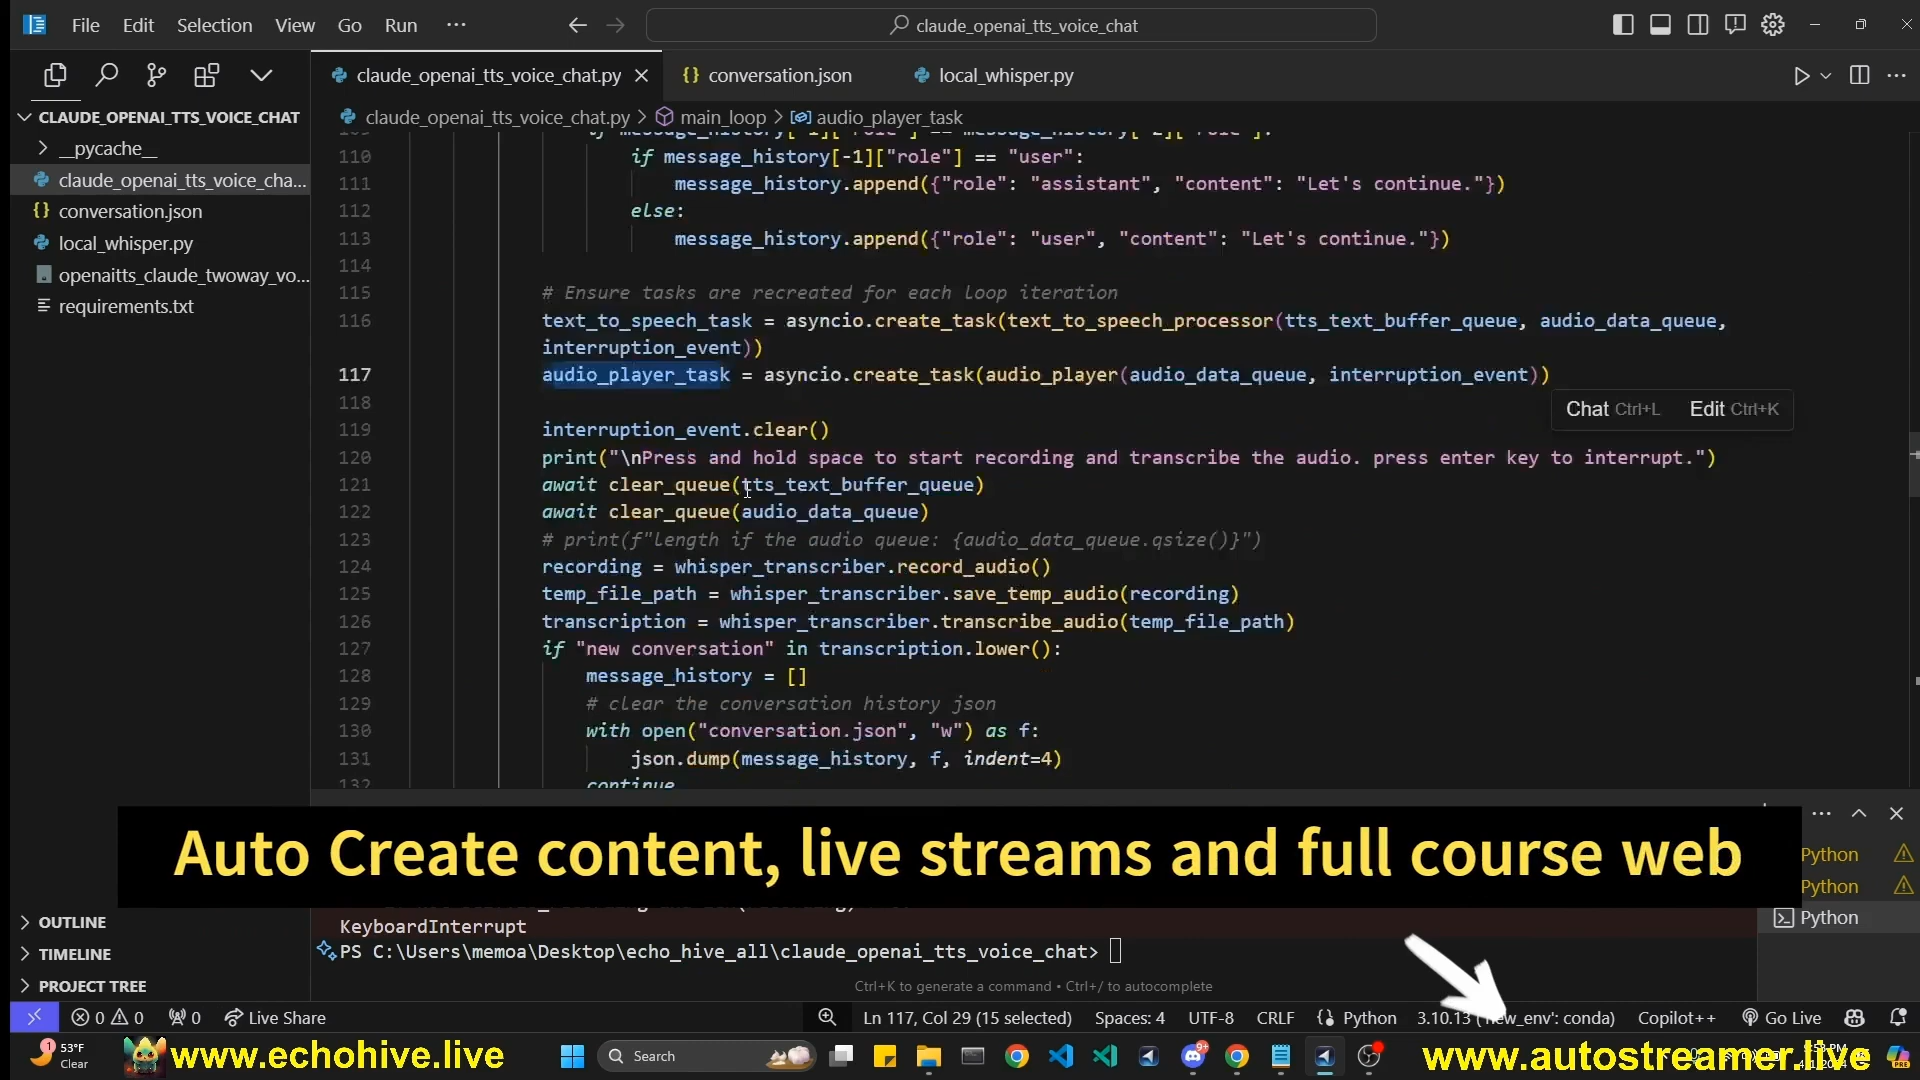 File Edit Selection View Go Run ···
claude_openai_tts_voice_chat
claude_openai_tts_voice_chat.py
{} conversation.json
local_whisper.py
CLAUDE_OPENAI_TTS_VOICE_CHAT
__pycache__
claude_openai_tts_voice_cha...
{} conversation.json
local_whisper.py
openaitts_claude_twoway_vo...
requirements.txt
claude_openai_tts_voice_chat.py > main_loop > audio_player_task
110 if message_history[-1]["role"] == "user":
111 message_history.append({"role": "assistant", "content": "Let's continue."})
112 else:
113 message_history.append({"role": "user", "content": "Let's continue."})
114
115 # Ensure tasks are recreated for each loop iteration
116 text_to_speech_task = asyncio.create_task(text_to_speech_processor(tts_text_buffer_queue, audio_data_queue,
interruption_event))
117 audio_player_task = asyncio.create_task(audio_player(audio_data_queue, interruption_event))
118
Chat Ctrl+L Edit Ctrl+K
119 interruption_event.clear()
120 print("\nPress and hold space to start recording and transcribe the audio. press enter key to interrupt.")
121 await clear_queue(tts_text_buffer_queue)
122 await clear_queue(audio_data_queue)
123 # print(f"length if the audio queue: {audio_data_queue.qsize()}")
124 recording = whisper_transcriber.record_audio()
125 temp_file_path = whisper_transcriber.save_temp_audio(recording)
126 transcription = whisper_transcriber.transcribe_audio(temp_file_path)
127 if "new conversation" in transcription.lower():
128 message_history = []
129 # clear the conversation history json
130 with open("conversation.json", "w") as f:
131 json.dump(message_history, f, indent=4)
132 continue
Auto Create content, live streams and full course web
Python
Python
Python
OUTLINE
TIMELINE
PROJECT TREE
KeyboardInterrupt
PS C:\Users\memoa\Desktop\echo_hive_all\claude_openai_tts_voice_chat>
Ctrl+K to generate a command • Ctrl+/ to autocomplete
0 0 0 Live Share
Ln 117, Col 29 (15 selected) Spaces: 4 UTF-8 CRLF Python 3.10.13 ('new_env': conda) Copilot++ Go Live
53°F
Clear
www.echohive.live
Search
9+
www.autostreamer.live
PRE